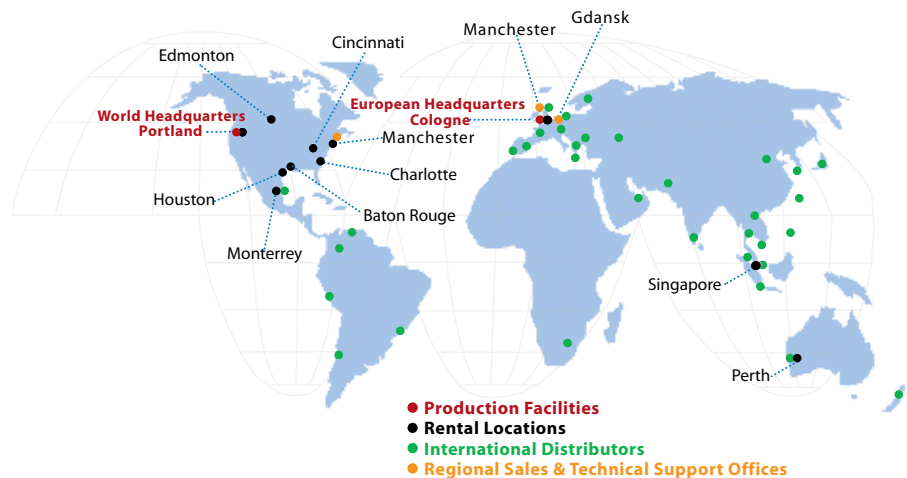 Gdansk
Manchester
Cincinnati
Edmonton
European Headquarters
Cologne
World Headquarters
Portland
Manchester
Charlotte
Houston
Baton Rouge
Monterrey
Singapore
Perth
Production Facilities
Rental Locations
International Distributors
Regional Sales & Technical Support Offices